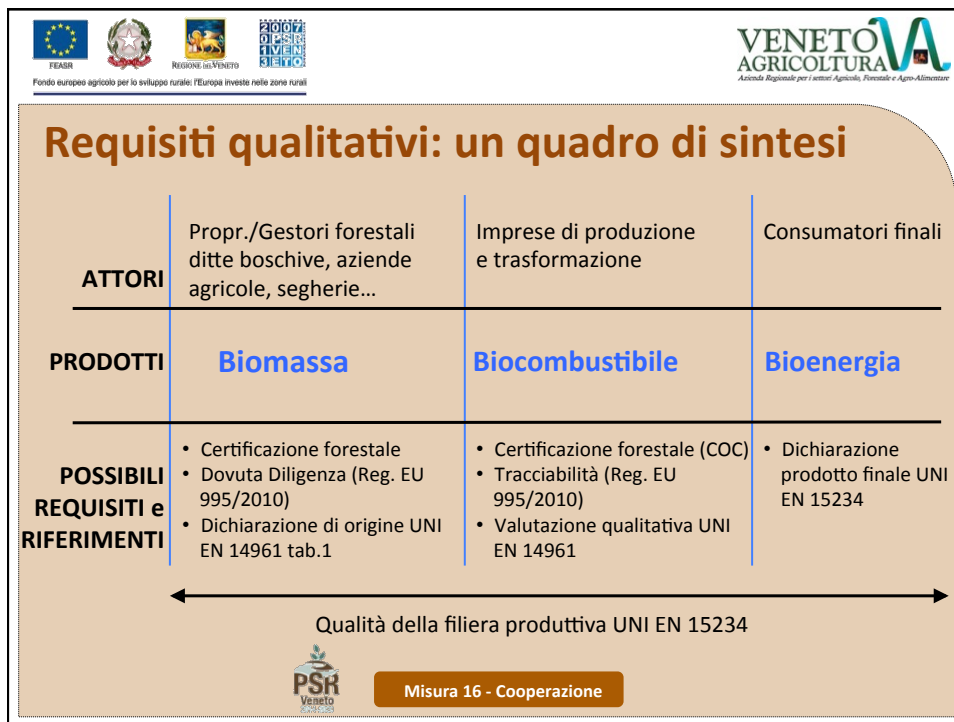 FEASR
REGIONE DEL VENETO
2007
PSR
VEN
ETO
Fondo europeo agricolo per lo sviluppo rurale: l'Europa investe nelle zone rurali
VENETO
AGRICOLTURA
Azienda Regionale per i settori Agricolo, Forestale e Agro-Alimentare
Requisiti qualitativi: un quadro di sintesi
ATTORI
Propr./Gestori forestali
ditte boschive, aziende
agricole, segherie…
Imprese di produzione
e trasformazione
Consumatori finali
PRODOTTI
Biomassa
Biocombustibile
Bioenergia
POSSIBILI
REQUISITI e
RIFERIMENTI
• Certificazione forestale
• Dovuta Diligenza (Reg. EU
995/2010)
• Dichiarazione di origine UNI
EN 14961 tab.1
• Certificazione forestale (COC)
• Tracciabilità (Reg. EU
995/2010)
• Valutazione qualitativa UNI
EN 14961
• Dichiarazione
prodotto finale UNI
EN 15234
Qualità della filiera produttiva UNI EN 15234
PSR
Veneto
Misura 16 - Cooperazione